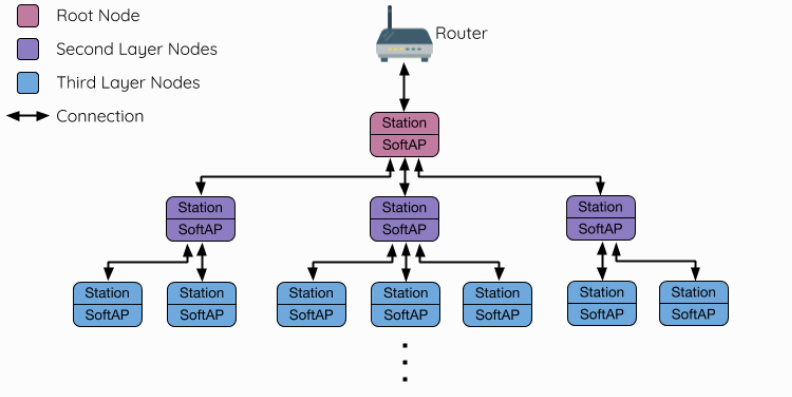 Root Node
Second Layer Nodes
Third Layer Nodes
Connection
Router
Station
SoftAP
Station
SoftAP
Station
SoftAP
Station
SoftAP
Station
SoftAP
Station
SoftAP
Station
SoftAP
Station
SoftAP
Station
SoftAP
Station
SoftAP
Station
SoftAP